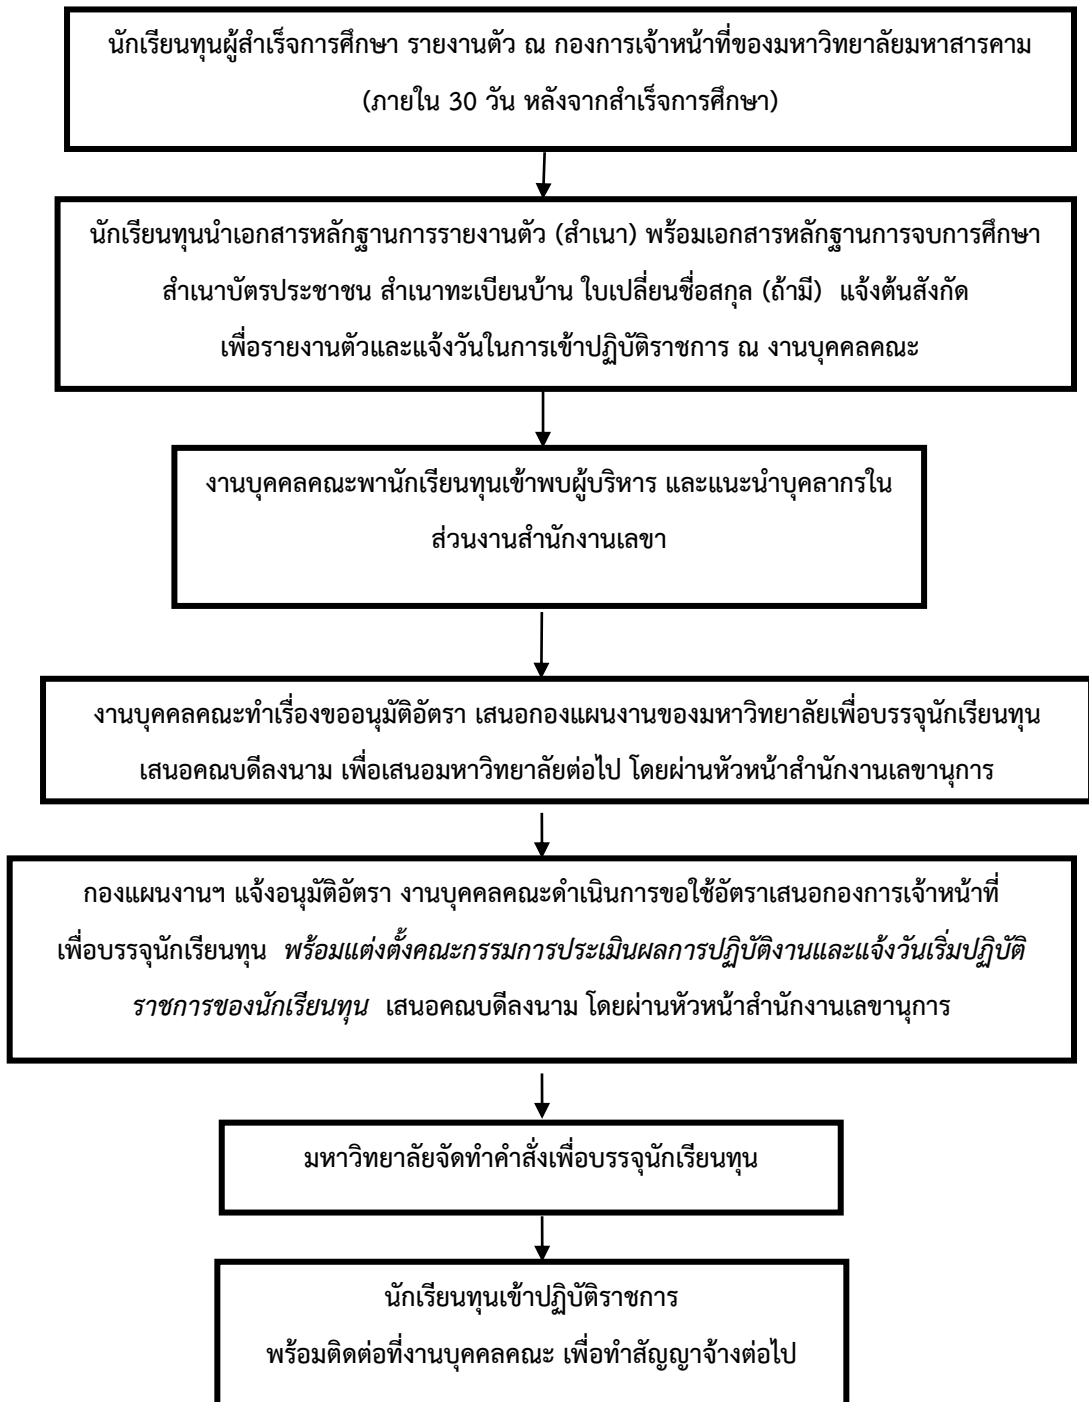 นักเรียนทุนผู้สำเร็จการศึกษา รายงานตัว ณ กองการเจ้าหน้าที่ของมหาวิทยาลัยมหาสารคาม
(ภายใน 30 วัน หลังจากสำเร็จการศึกษา)
นักเรียนทุนนำเอกสารหลักฐานการรายงานตัว (สำเนา) พร้อมเอกสารหลักฐานการจบการศึกษา
สำเนาบัตรประชาชน สำเนาทะเบียนบ้าน ใบเปลี่ยนชื่อสกุล (ถ้ามี) แจ้งต้นสังกัด
เพื่อรายงานตัวและแจ้งวันในการเข้าปฏิบัติราชการ ณ งานบุคคลคณะ
งานบุคคลคณะพานักเรียนทุนเข้าพบผู้บริหาร และแนะนำบุคลากรใน
ส่วนงานสำนักงานเลขา
งานบุคคลคณะทำเรื่องขออนุมัติอัตรา เสนอกองแผนงานของมหาวิทยาลัยเพื่อบรรจุนักเรียนทุน
เสนอคณบดีลงนาม เพื่อเสนอมหาวิทยาลัยต่อไป โดยผ่านหัวหน้าสำนักงานเลขานุการ
กองแผนงานฯ แจ้งอนุมัติอัตรา งานบุคคลคณะดำเนินการขอใช้อัตราเสนอกองการเจ้าหน้าที่
เพื่อบรรจุนักเรียนทุน พร้อมแต่งตั้งคณะกรรมการประเมินผลการปฏิบัติงานและแจ้งวันเริ่มปฏิบัติ
ราชการของนักเรียนทุน เสนอคณบดีลงนาม โดยผ่านหัวหน้าสำนักงานเลขานุการ
มหาวิทยาลัยจัดทำคำสั่งเพื่อบรรจุนักเรียนทุน
นักเรียนทุนเข้าปฏิบัติราชการ
พร้อมติดต่อที่งานบุคคลคณะ เพื่อทำสัญญาจ้างต่อไป